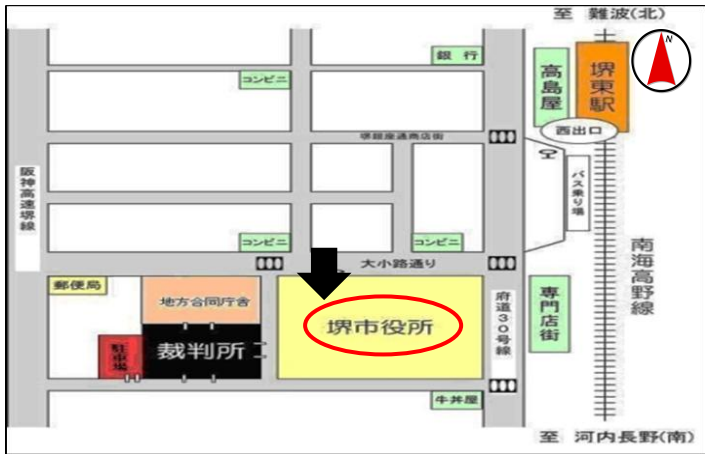 至 難波(北)
N
銀 行
高島屋
堺東駅
コンビニ
西出口
堺銀座通商店街
バス乗り場
阪神高速堺線
南海高野線
コンビニ
コンビニ
大小路通り
郵便局
地方合同庁舎
堺市役所
府道30号線
専門店街
裁判所
駐車場
牛丼屋
至 河内長野(南)